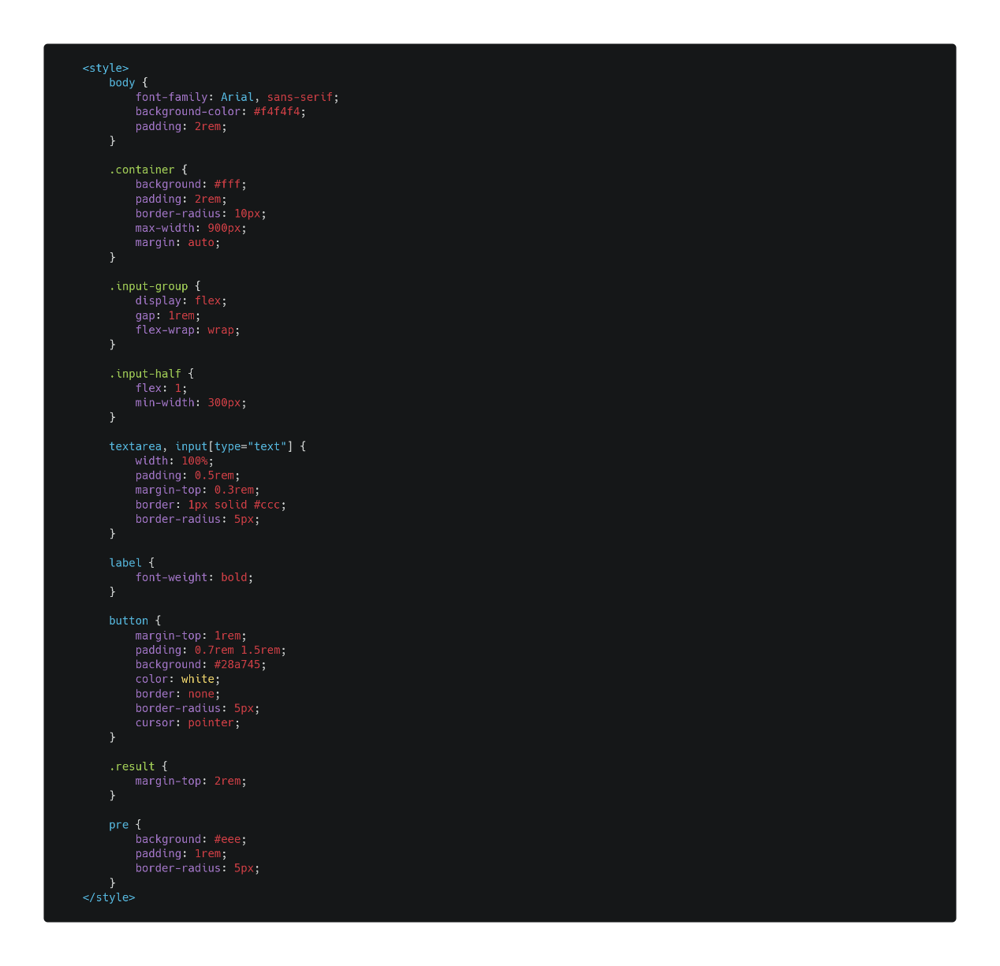 <style>
    body {
        font-family: Arial, sans-serif;
        background-color: #f4f4f4;
        padding: 2rem;
    }

    .container {
        background: #fff;
        padding: 2rem;
        border-radius: 10px;
        max-width: 900px;
        margin: auto;
    }

    .input-group {
        display: flex;
        gap: 1rem;
        flex-wrap: wrap;
    }

    .input-half {
        flex: 1;
        min-width: 300px;
    }

    textarea, input[type="text"] {
        width: 100%;
        padding: 0.5rem;
        margin-top: 0.3rem;
        border: 1px solid #ccc;
        border-radius: 5px;
    }

    label {
        font-weight: bold;
    }

    button {
        margin-top: 1rem;
        padding: 0.7rem 1.5rem;
        background: #28a745;
        color: white;
        border: none;
        border-radius: 5px;
        cursor: pointer;
    }

    .result {
        margin-top: 2rem;
    }

    pre {
        background: #eee;
        padding: 1rem;
        border-radius: 5px;
    }
</style>